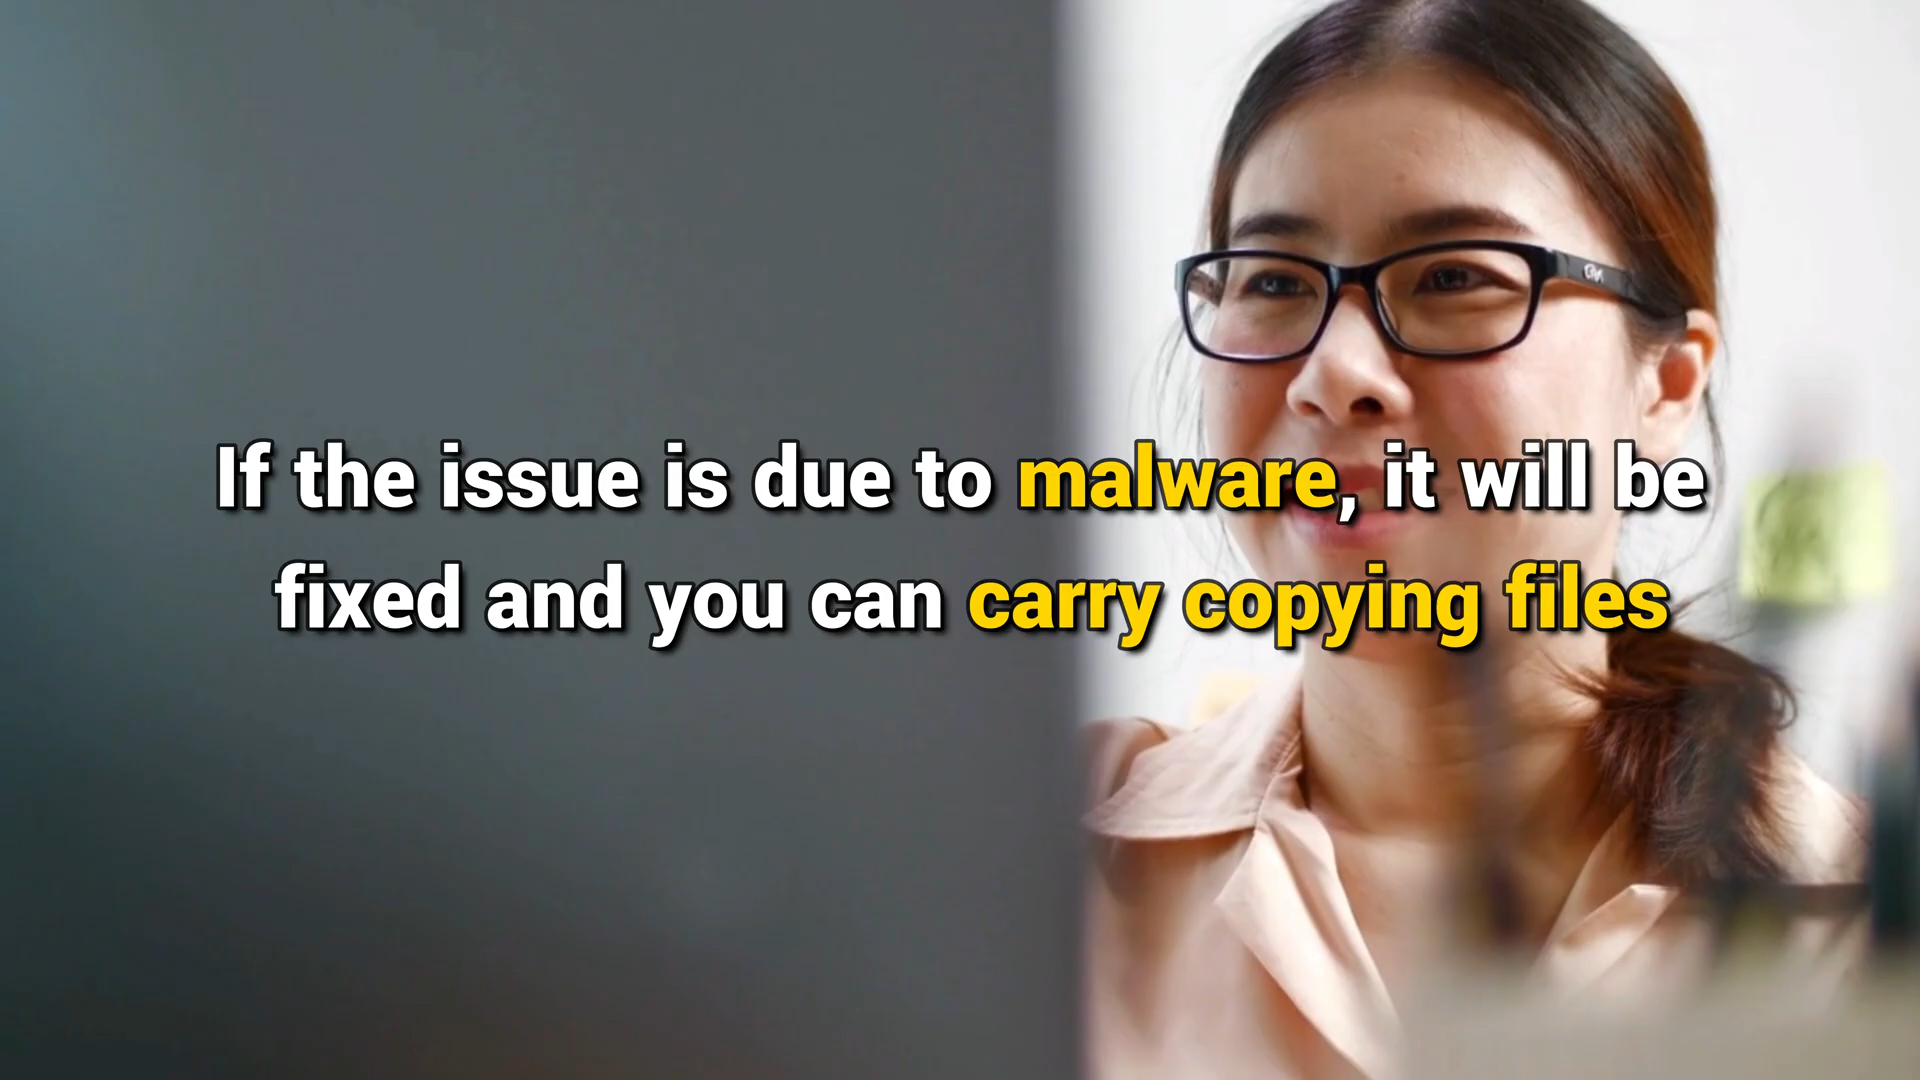 If the issue is due to malware, it will be
fixed and you can carry copying files